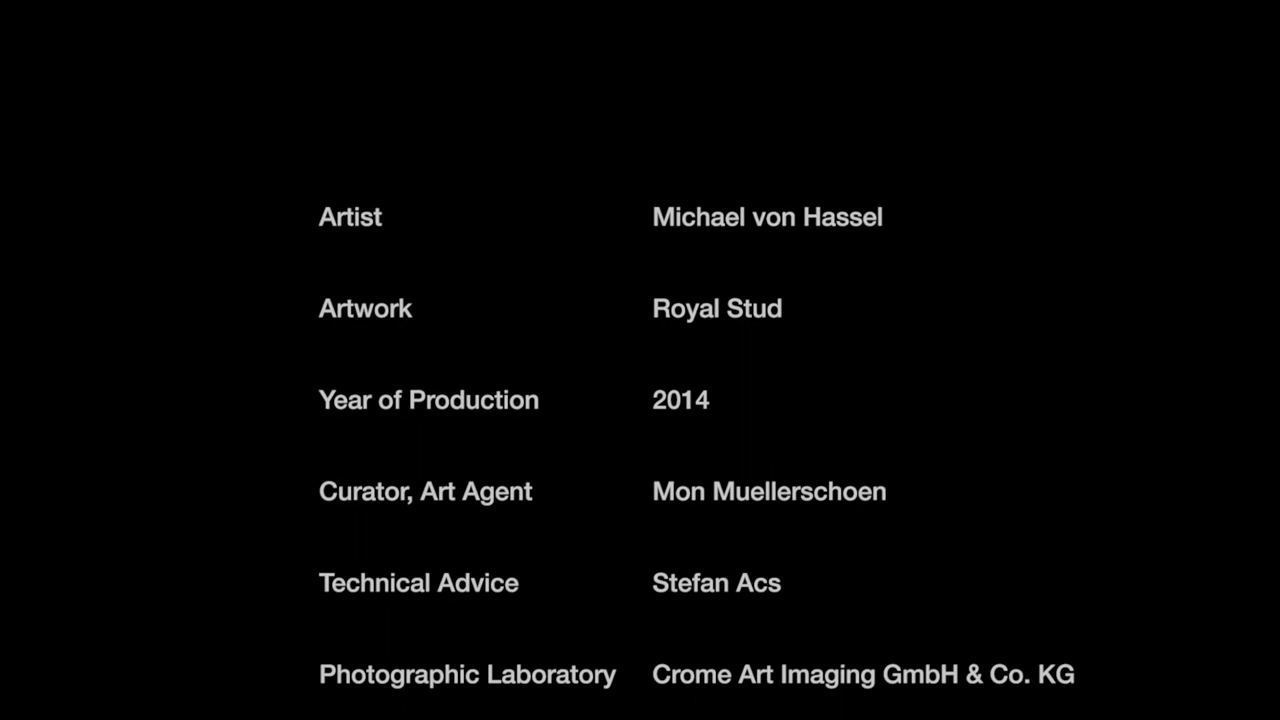 Artist Michael von Hassel
Artwork Royal Stud
Year of Production 2014
Curator, Art Agent Mon Muellerschoen
Technical Advice Stefan Acs
Photographic Laboratory Crome Art Imaging GmbH & Co. KG